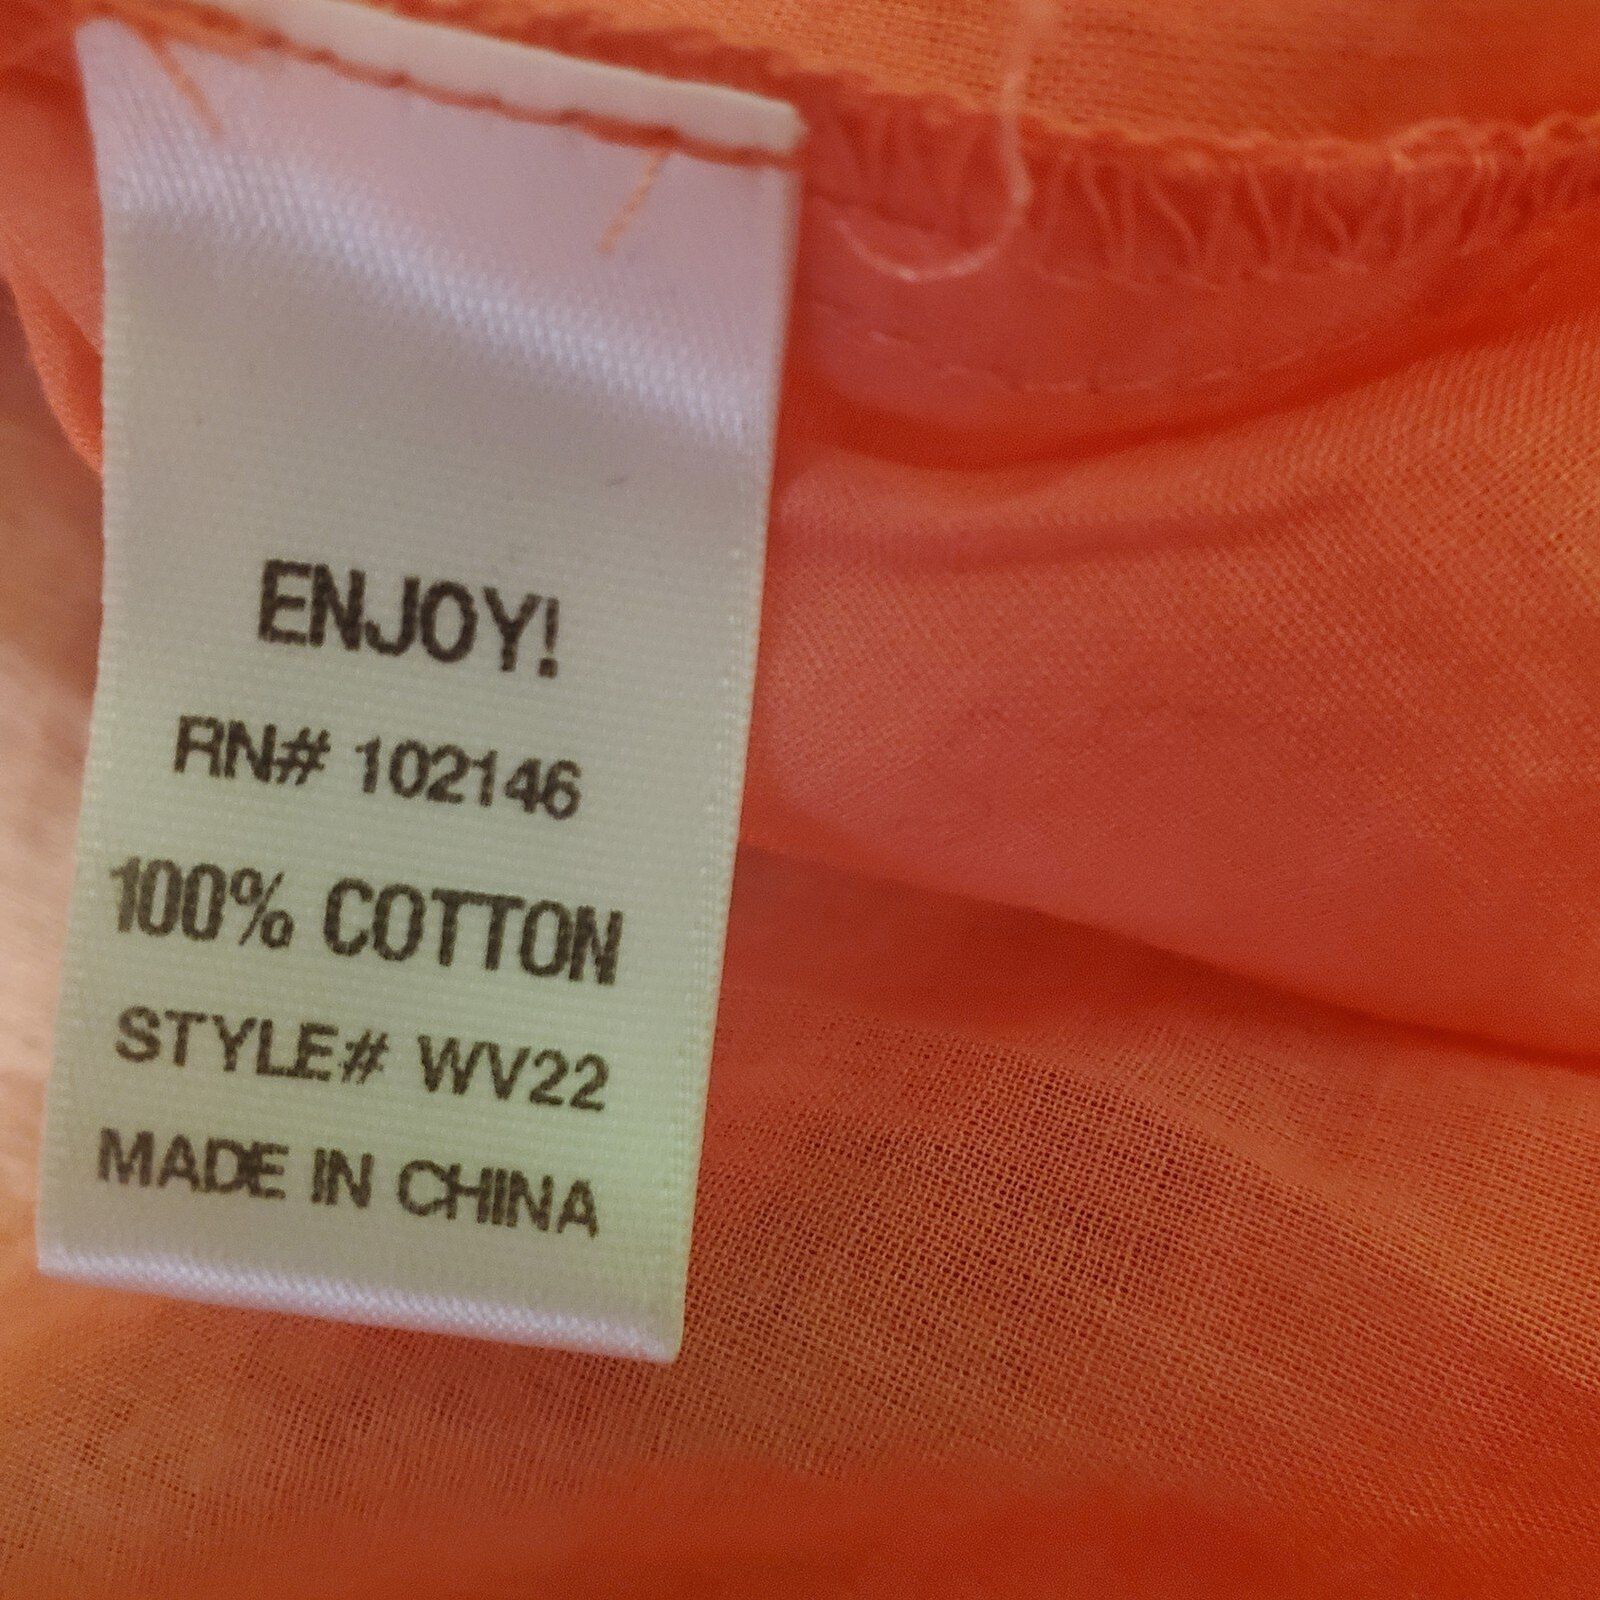 ENJOY!
RN# 102146
100% COTTON
STYLE# WV22
MADE IN CHINA